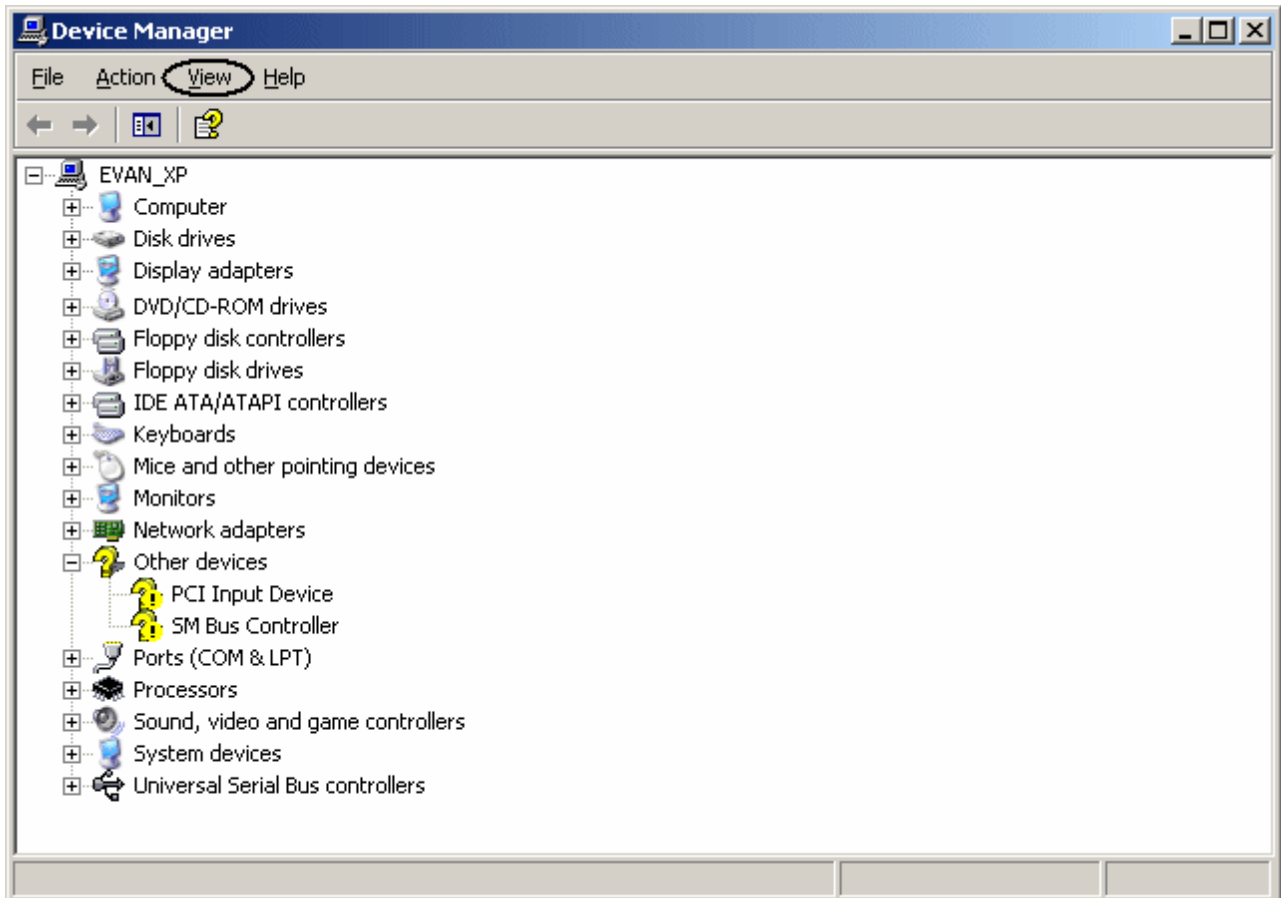 Device Manager
File Action View Help
EVAN_XP
Computer
Disk drives
Display adapters
DVD/CD-ROM drives
Floppy disk controllers
Floppy disk drives
IDE ATA/ATAPI controllers
Keyboards
Mice and other pointing devices
Monitors
Network adapters
Other devices
PCI Input Device
SM Bus Controller
Ports (COM & LPT)
Processors
Sound, video and game controllers
System devices
Universal Serial Bus controllers